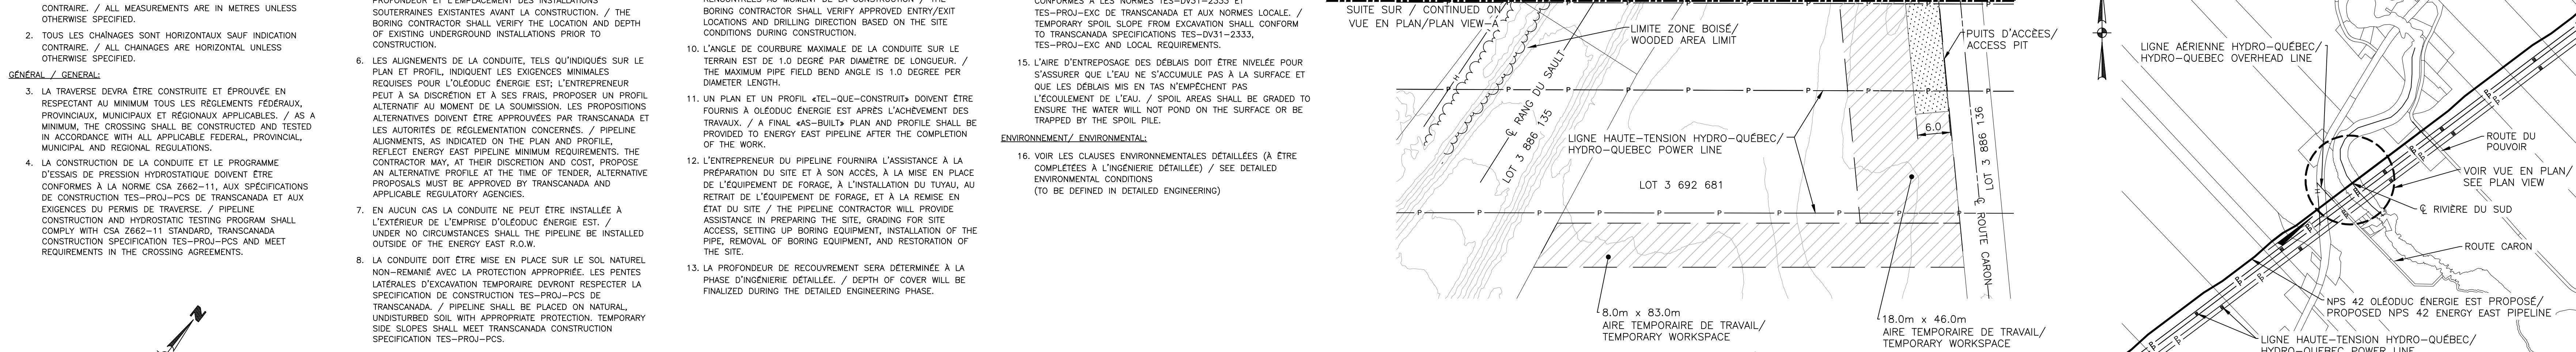 CONTRAIRE. / ALL MEASUREMENTS ARE IN METRES UNLESS
OTHERWISE SPECIFIED.
2. TOUS LES CHAÎNAGES SONT HORIZONTAUX SAUF INDICATION
CONTRAIRE. / ALL CHAINAGES ARE HORIZONTAL UNLESS
OTHERWISE SPECIFIED.
GÉNÉRAL / GENERAL:
3. LA TRAVERSE DEVRA ÊTRE CONSTRUITE ET ÉPROUVÉE EN
RESPECTANT AU MINIMUM TOUS LES RÈGLEMENTS FÉDÉRAUX,
PROVINCIAUX, MUNICIPAUX ET RÉGIONAUX APPLICABLES. / AS A
MINIMUM, THE CROSSING SHALL BE CONSTRUCTED AND TESTED
IN ACCORDANCE WITH ALL APPLICABLE FEDERAL, PROVINCIAL,
MUNICIPAL AND REGIONAL REGULATIONS.
4. LA CONSTRUCTION DE LA CONDUITE ET LE PROGRAMME
D'ESSAIS DE PRESSION HYDROSTATIQUE DOIVENT ÊTRE
CONFORMES À LA NORME CSA Z662-11, AUX SPÉCIFICATIONS
DE CONSTRUCTION TES-PROJ-PCS DE TRANSCANADA ET AUX
EXIGENCES DU PERMIS DE TRAVERSE. / PIPELINE
CONSTRUCTION AND HYDROSTATIC TESTING PROGRAM SHALL
COMPLY WITH CSA Z662-11 STANDARD, TRANSCANADA
CONSTRUCTION SPECIFICATION TES-PROJ-PCS AND MEET
REQUIREMENTS IN THE CROSSING AGREEMENTS.
PROFONDEUR ET L'EMPLACEMENT DES INSTALLATIONS
SOUTERRAINES EXISTANTES AVANT LA CONSTRUCTION. / THE
BORING CONTRACTOR SHALL VERIFY THE LOCATION AND DEPTH
OF EXISTING UNDERGROUND INSTALLATIONS PRIOR TO
CONSTRUCTION.
6. LES ALIGNEMENTS DE LA CONDUITE, TELS QU'INDIQUÉS SUR LE
PLAN ET PROFIL, INDIQUENT LES EXIGENCES MINIMALES
REQUISES POUR L'OLÉODUC ÉNERGIE EST; L'ENTREPRENEUR
PEUT À SA DISCRÉTION ET À SES FRAIS, PROPOSER UN PROFIL
ALTERNATIF AU MOMENT DE LA SOUMISSION. LES PROPOSITIONS
ALTERNATIVES DOIVENT ÊTRE APPROUVÉES PAR TRANSCANADA ET
LES AUTORITÉS DE RÉGLEMENTATION CONCERNÉS. / PIPELINE
ALIGNMENTS, AS INDICATED ON THE PLAN AND PROFILE,
REFLECT ENERGY EAST PIPELINE MINIMUM REQUIREMENTS. THE
CONTRACTOR MAY, AT THEIR DISCRETION AND COST, PROPOSE
AN ALTERNATIVE PROFILE AT THE TIME OF TENDER, ALTERNATIVE
PROPOSALS MUST BE APPROVED BY TRANSCANADA AND
APPLICABLE REGULATORY AGENCIES.
7. EN AUCUN CAS LA CONDUITE NE PEUT ÊTRE INSTALLÉE À
L'EXTÉRIEUR DE L'EMPRISE D'OLÉODUC ÉNERGIE EST. /
UNDER NO CIRCUMSTANCES SHALL THE PIPELINE BE INSTALLED
OUTSIDE OF THE ENERGY EAST R.O.W.
8. LA CONDUITE DOIT ÊTRE MISE EN PLACE SUR LE SOL NATUREL
NON-REMANIÉ AVEC LA PROTECTION APPROPRIÉE. LES PENTES
LATÉRALES D'EXCAVATION TEMPORAIRE DEVRONT RESPECTER LA
SPECIFICATION DE CONSTRUCTION TES-PROJ-PCS DE
TRANSCANADA. / PIPELINE SHALL BE PLACED ON NATURAL,
UNDISTURBED SOIL WITH APPROPRIATE PROTECTION. TEMPORARY
SIDE SLOPES SHALL MEET TRANSCANADA CONSTRUCTION
SPECIFICATION TES-PROJ-PCS.
RENCONTRÉES AU MOMENT DE LA CONSTRUCTION / THE
BORING CONTRACTOR SHALL VERIFY APPROVED ENTRY/EXIT
LOCATIONS AND DRILLING DIRECTION BASED ON THE SITE
CONDITIONS DURING CONSTRUCTION.
10. L'ANGLE DE COURBURE MAXIMALE DE LA CONDUITE SUR LE
TERRAIN EST DE 1.0 DEGRÉ PAR DIAMÈTRE DE LONGUEUR. /
THE MAXIMUM PIPE FIELD BEND ANGLE IS 1.0 DEGREE PER
DIAMETER LENGTH.
11. UN PLAN ET UN PROFIL «TEL-QUE-CONSTRUIT» DOIVENT ÊTRE
FOURNIS À OLÉODUC ÉNERGIE EST APRÈS L'ACHÈVEMENT DES
TRAVAUX. / A FINAL «AS-BUILT» PLAN AND PROFILE SHALL BE
PROVIDED TO ENERGY EAST PIPELINE AFTER THE COMPLETION
OF THE WORK.
12. L'ENTREPRENEUR DU PIPELINE FOURNIRA L'ASSISTANCE À LA
PRÉPARATION DU SITE ET À SON ACCÈS, À LA MISE EN PLACE
DE L'ÉQUIPEMENT DE FORAGE, À L'INSTALLATION DU TUYAU, AU
RETRAIT DE L'ÉQUIPEMENT DE FORAGE, ET À LA REMISE EN
ÉTAT DU SITE / THE PIPELINE CONTRACTOR WILL PROVIDE
ASSISTANCE IN PREPARING THE SITE, GRADING FOR SITE
ACCESS, SETTING UP BORING EQUIPMENT, INSTALLATION OF THE
PIPE, REMOVAL OF BORING EQUIPMENT, AND RESTORATION OF
THE SITE.
13. LA PROFONDEUR DE RECOUVREMENT SERA DÉTERMINÉE À LA
PHASE D'INGÉNIERIE DÉTAILLÉE. / DEPTH OF COVER WILL BE
FINALIZED DURING THE DETAILED ENGINEERING PHASE.
CONFORMES À LES NORMES TES-DV31-2333 ET
TES-PROJ-EXC DE TRANSCANADA ET AUX NORMES LOCALE. /
TEMPORARY SPOIL SLOPE FROM EXCAVATION SHALL CONFORM
TO TRANSCANADA SPECIFICATIONS TES-DV31-2333,
TES-PROJ-EXC AND LOCAL REQUIREMENTS.
15. L'AIRE D'ENTREPOSAGE DES DÉBLAIS DOIT ÊTRE NIVELÉE POUR
S'ASSURER QUE L'EAU NE S'ACCUMULE PAS À LA SURFACE ET
QUE LES DÉBLAIS MIS EN TAS N'EMPÊCHENT PAS
L'ÉCOULEMENT DE L'EAU. / SPOIL AREAS SHALL BE GRADED TO
ENSURE THE WATER WILL NOT POND ON THE SURFACE OR BE
TRAPPED BY THE SPOIL PILE.
ENVIRONNEMENT/ ENVIRONMENTAL:
16. VOIR LES CLAUSES ENVIRONNEMENTALES DÉTAILLÉES (À ÊTRE
COMPLÉTÉES À L'INGÉNIERIE DÉTAILLÉE) / SEE DETAILED
ENVIRONMENTAL CONDITIONS
(TO BE DEFINED IN DETAILED ENGINEERING)
N
SUITE SUR / CONTINUED ON
VUE EN PLAN/PLAN VIEW-A
LIMITE ZONE BOISÉ/
WOODED AREA LIMIT
PUITS D'ACCÈES/
ACCESS PIT
℄ RANG DU SAULT
LOT 3 886 135
LIGNE HAUTE-TENSION HYDRO-QUÉBEC/
HYDRO-QUEBEC POWER LINE
6.0
LOT 3 886 136
LOT 3 692 681
℄ ROUTE CARON
8.0m x 83.0m
AIRE TEMPORAIRE DE TRAVAIL/
TEMPORARY WORKSPACE
18.0m x 46.0m
AIRE TEMPORAIRE DE TRAVAIL/
TEMPORARY WORKSPACE
LIGNE AÉRIENNE HYDRO-QUÉBEC/
HYDRO-QUEBEC OVERHEAD LINE
ROUTE DU
POUVOIR
VOIR VUE EN PLAN/
SEE PLAN VIEW
℄ RIVIÈRE DU SUD
ROUTE CARON
NPS 42 OLÉODUC ÉNERGIE EST PROPOSÉ/
PROPOSED NPS 42 ENERGY EAST PIPELINE
LIGNE HAUTE-TENSION HYDRO-QUÉBEC/
HYDRO-QUEBEC POWER LINE